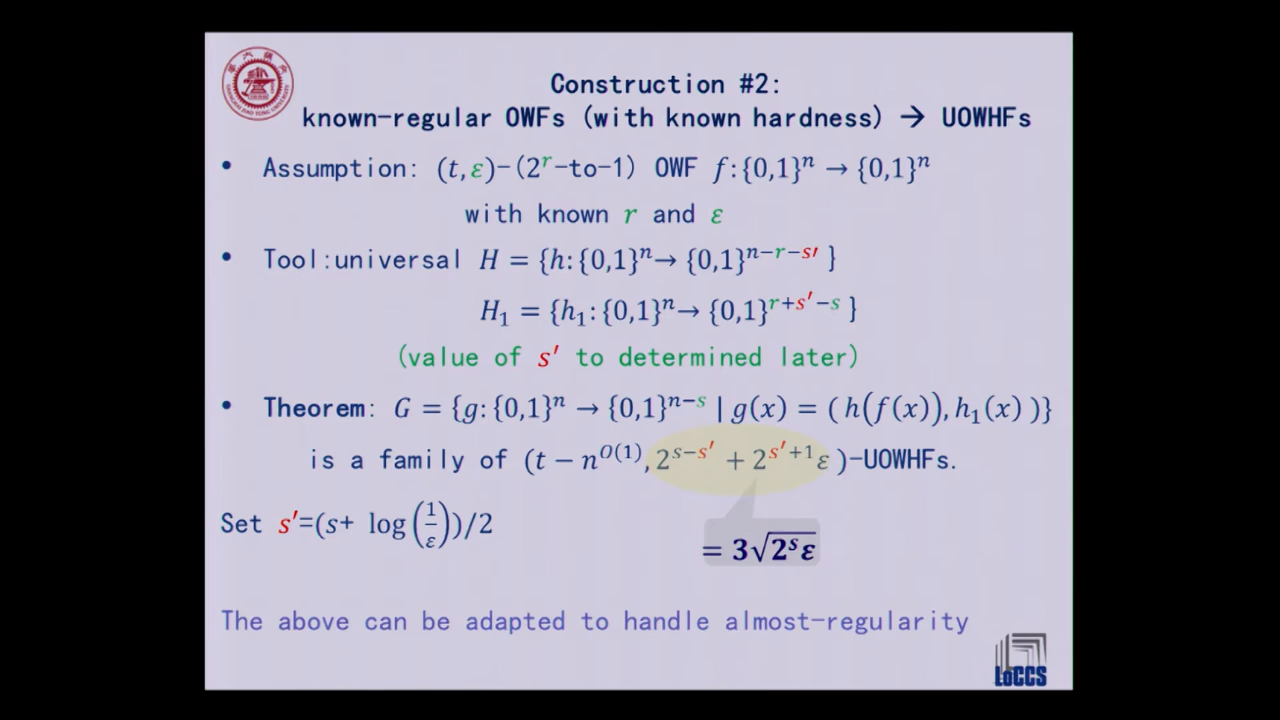 Construction #2:
known-regular OWFs (with known hardness) → UOWHFs
• Assumption: (t,ε)-(2^r-to-1) OWF f:{0,1}^n → {0,1}^n
with known r and ε
• Tool:universal H = {h:{0,1}^n→ {0,1}^{n−r−s′} }
H_1 = {h_1:{0,1}^n→ {0,1}^{r+s′−s} }
(value of s′ to determined later)
• Theorem: G = {g:{0,1}^n → {0,1}^{n−s} | g(x) = ( h(f(x)), h_1(x) )}
is a family of (t − n^{O(1)}, 2^{s−s′} + 2^{s′+1}ε )-UOWHFs.
Set s′=(s+ log(1/ε))/2
= 3√(2^s ε)
The above can be adapted to handle almost-regularity
LoCCS